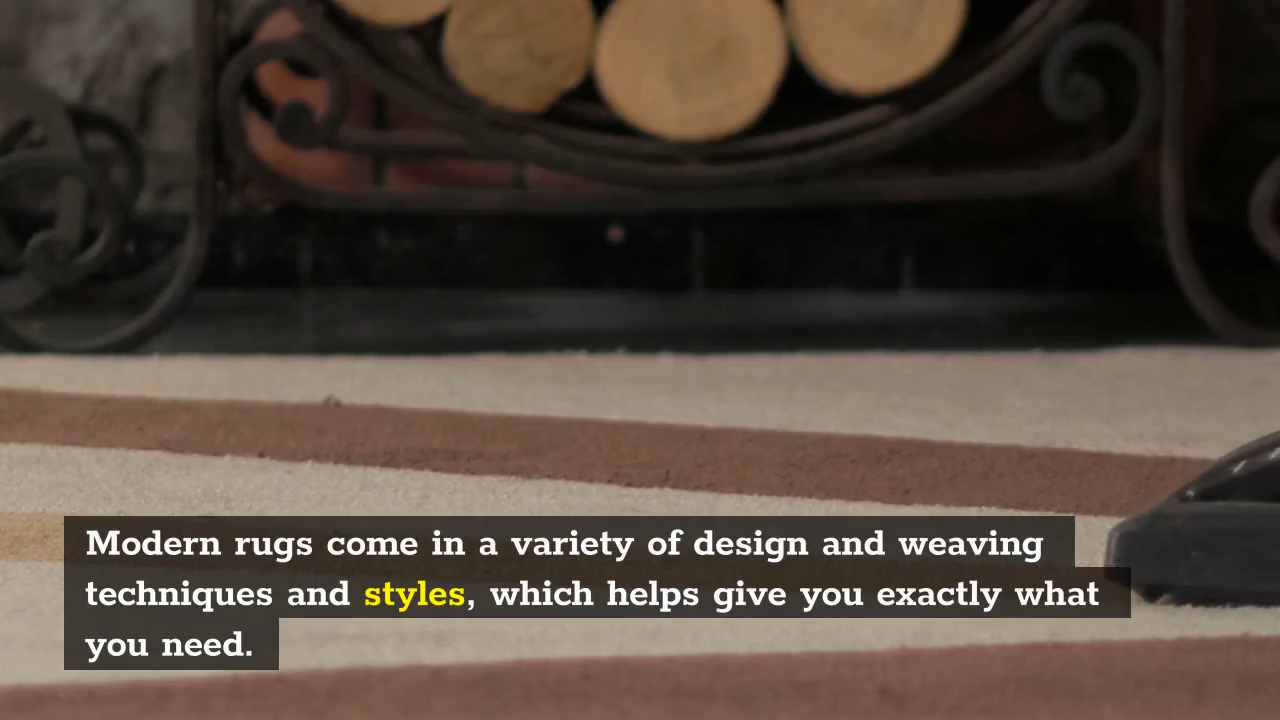 Modern rugs come in a variety of design and weaving
techniques and styles, which helps give you exactly what
you need.